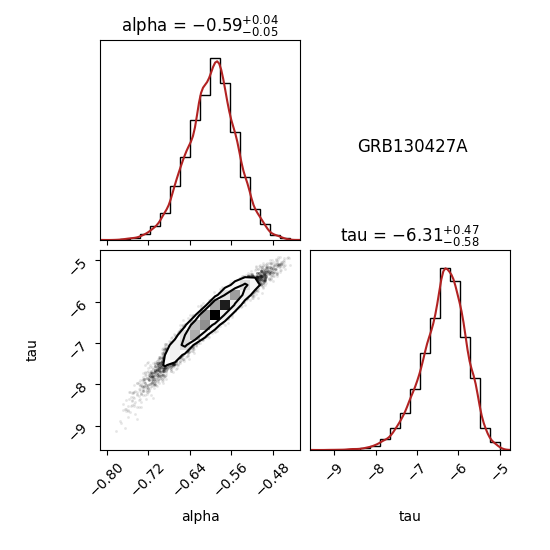 alpha = −0.59+0.04−0.05
GRB130427A
tau = −6.31+0.47−0.58
−5
−6
−7
−8
−9
tau
−0.80 −0.72 −0.64 −0.56 −0.48
alpha
−9 −8 −7 −6 −5
tau